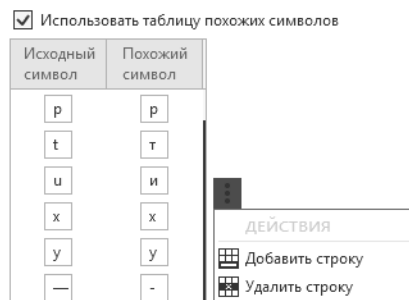 Использовать таблицу похожих символов
Исходный символ Похожий символ
p р
t т
u и
x х
y у
— -
ДЕЙСТВИЯ
Добавить строку
Удалить строку